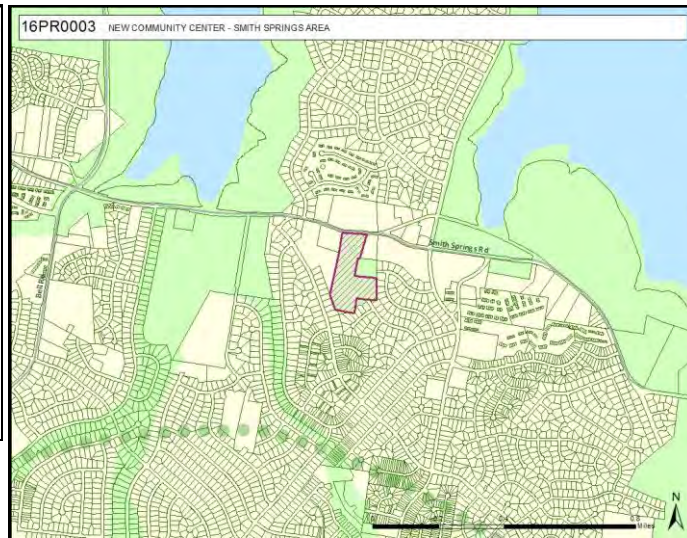 16PR0003 NEW COMMUNITY CENTER - SMITH SPRINGS AREA
Smith Springs Rd
N
Miles